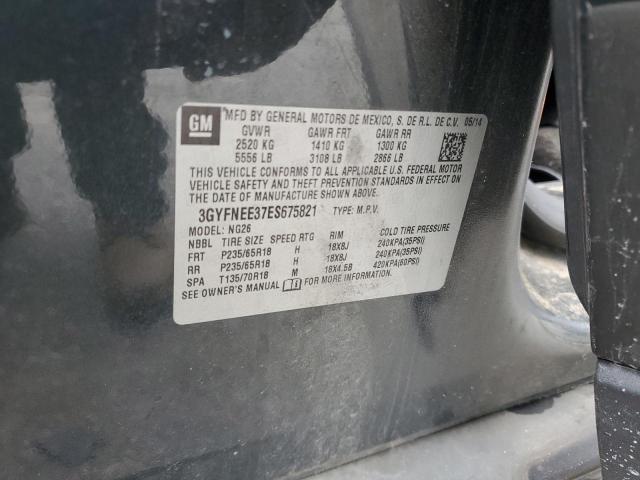 GM
MFD BY GENERAL MOTORS DE MEXICO, S. DE R.L. DE C.V. 05/14
GVWR GAWR FRT GAWR RR
2520 KG 1410 KG 1300 KG
5556 LB 3108 LB 2866 LB
THIS VEHICLE CONFORMS TO ALL APPLICABLE U.S. FEDERAL MOTOR
VEHICLE SAFETY AND THEFT PREVENTION STANDARDS IN EFFECT
ON THE DATE OF MANUFACTURE SHOWN ABOVE.
3GYFNEE37ES675821 TYPE: M.P.V.
MODEL: NG26
NBBL TIRE SIZE SPEED RTG RIM COLD TIRE PRESSURE
FRT P235/65R18 H 18X8J 240KPA(35PSI)
RR P235/65R18 H 18X8J 240KPA(35PSI)
SPA T135/70R18 M 18X4.5B 420KPA(60PSI)
SEE OWNER'S MANUAL FOR MORE INFORMATION.